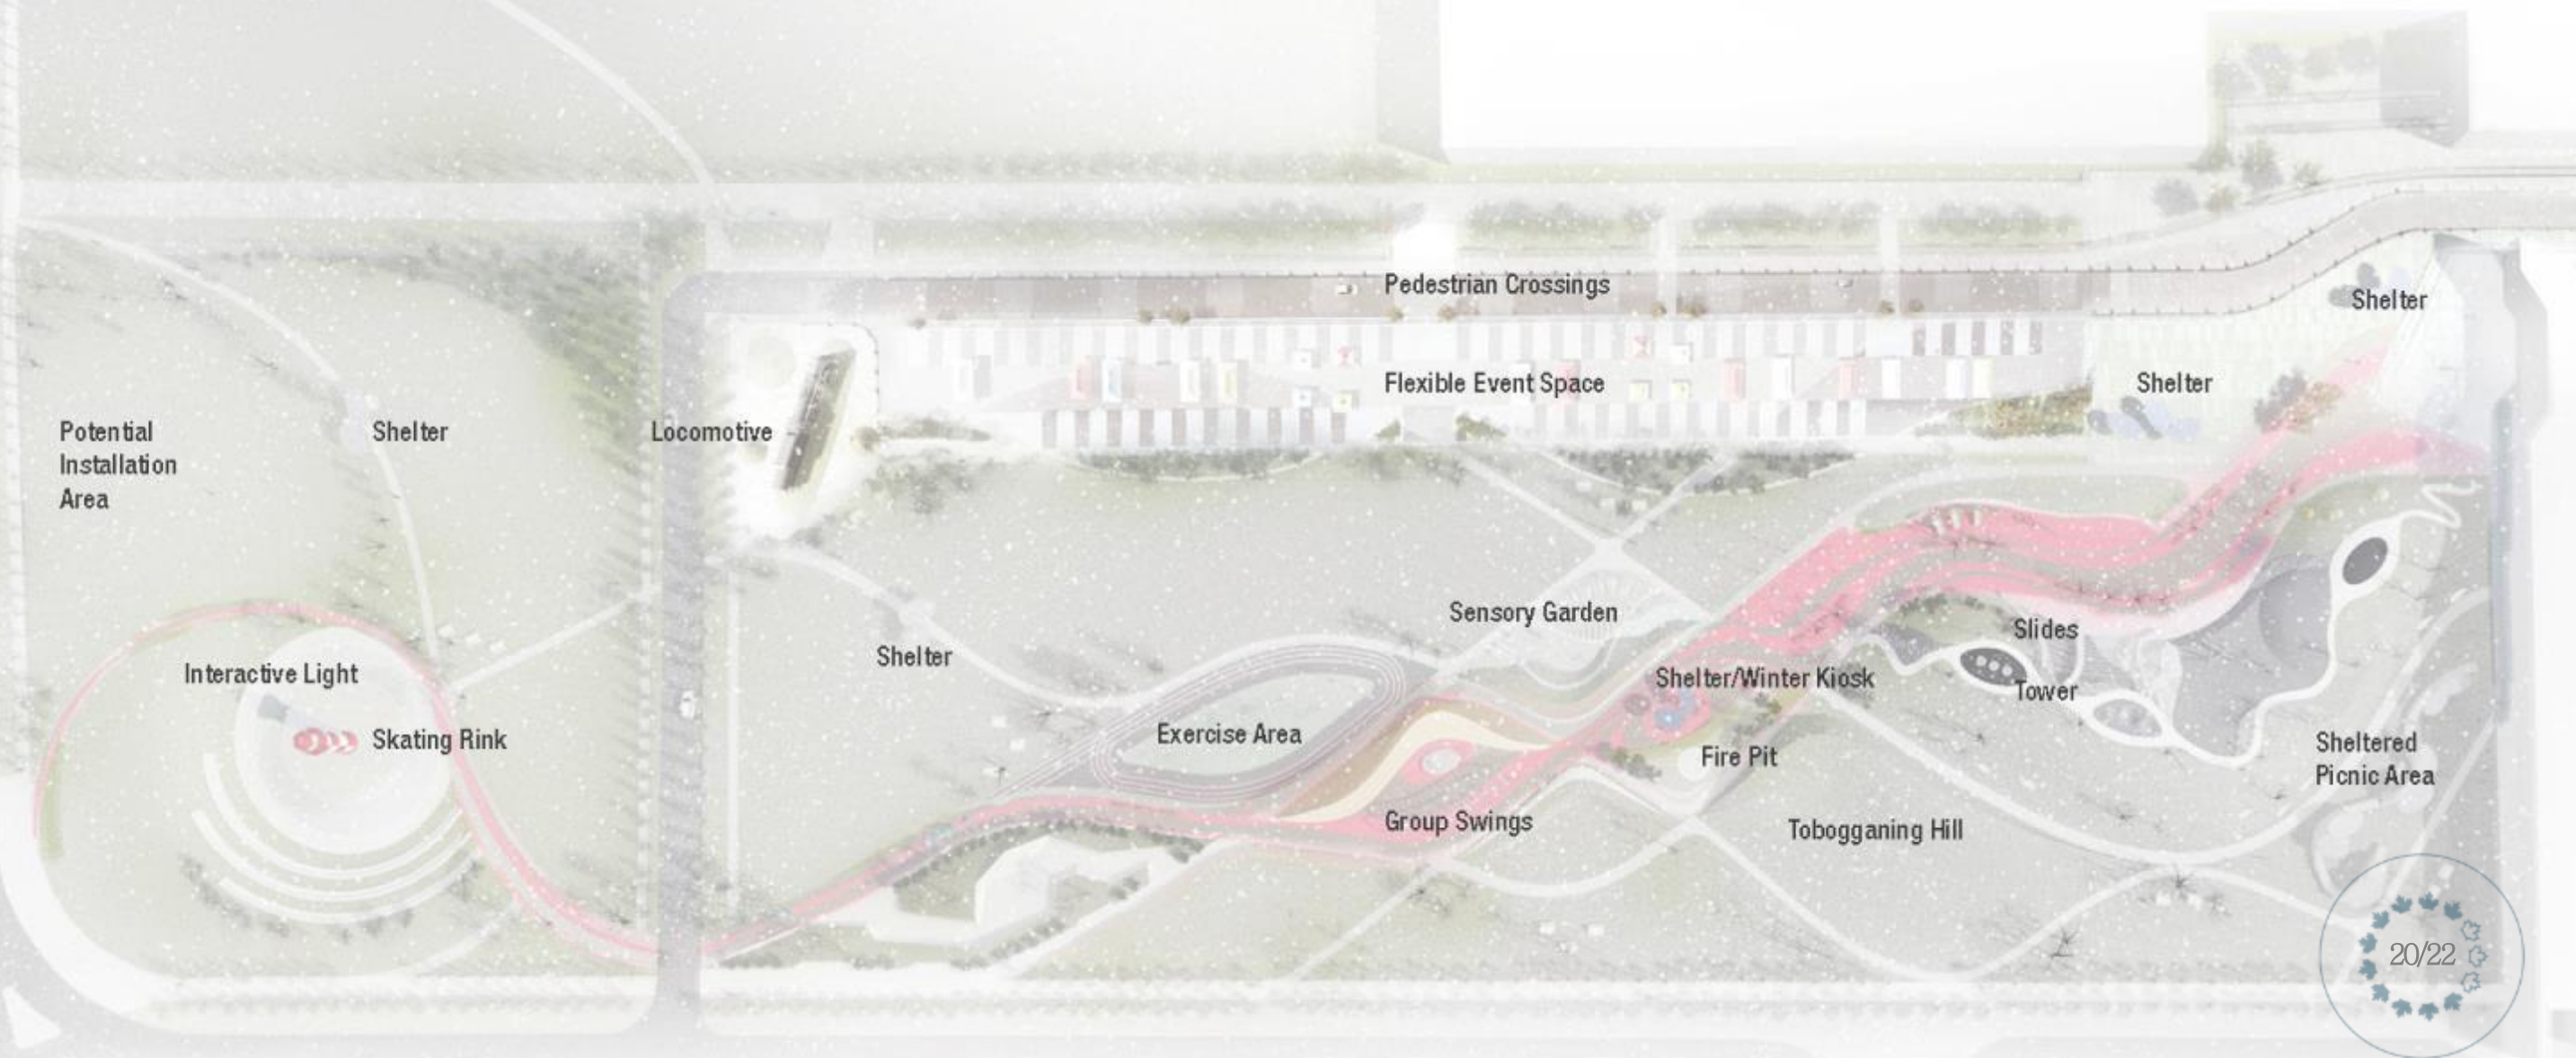 Pedestrian Crossings
Shelter
Flexible Event Space
Shelter
Potential
Installation
Area
Shelter
Locomotive
Sensory Garden
Shelter
Slides
Interactive Light
Shelter/Winter Kiosk
Tower
Skating Rink
Exercise Area
Fire Pit
Sheltered
Picnic Area
Group Swings
Tobogganing Hill
20/22